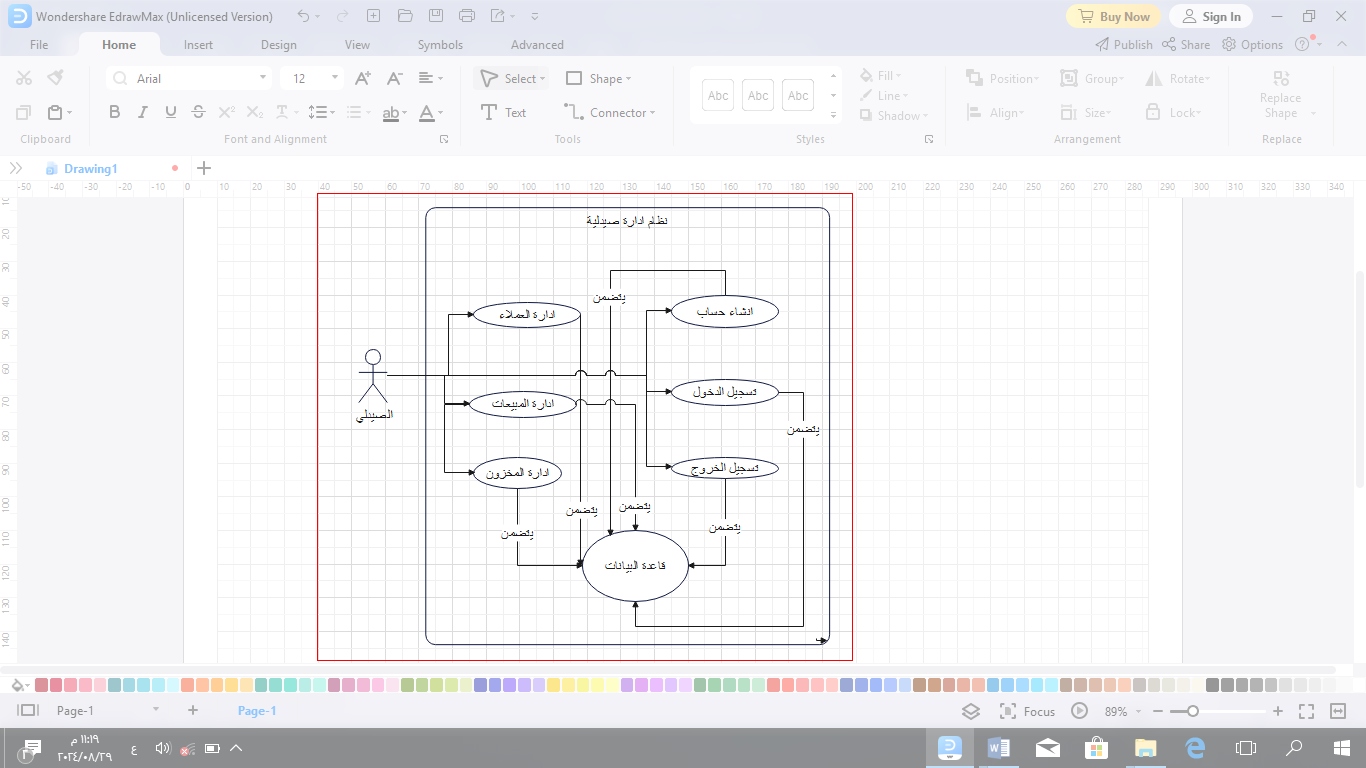 Wondershare EdrawMax (Unlicensed Version)
Buy Now
Sign In
File
Home
Insert
Design
View
Symbols
Advanced
Publish
Share
Options
Arial
12
Select
Shape
Text
Connector
Abc
Abc
Abc
Fill
Line
Shadow
Position
Group
Rotate
Align
Size
Lock
Replace
Shape
Clipboard
Font and Alignment
Tools
Styles
Arrangement
Replace
Drawing1
-50 -40 -30 -20 -10 0 10 20 30 40 50 60 70 80 90 100 110 120 130 140 150 160 170 180 190 200 210 220 230 240 250 260 270 280 290 300 310 320 330 340
10
20
30
40
50
60
70
80
90
100
110
120
130
140
نظام ادارة صيدلية
يتضمن
ادارة العملاء
انشاء حساب
تسجيل الدخول
ادارة المبيعات
الصيدلي
يتضمن
تسجيل الخروج
ادارة المخزون
يتضمن
يتضمن
يتضمن
يتضمن
قاعدة البيانات
Page-1
Page-1
Focus
89%
١١:١٩ م
٢٠٢٤/٠٨/٢٩
ع